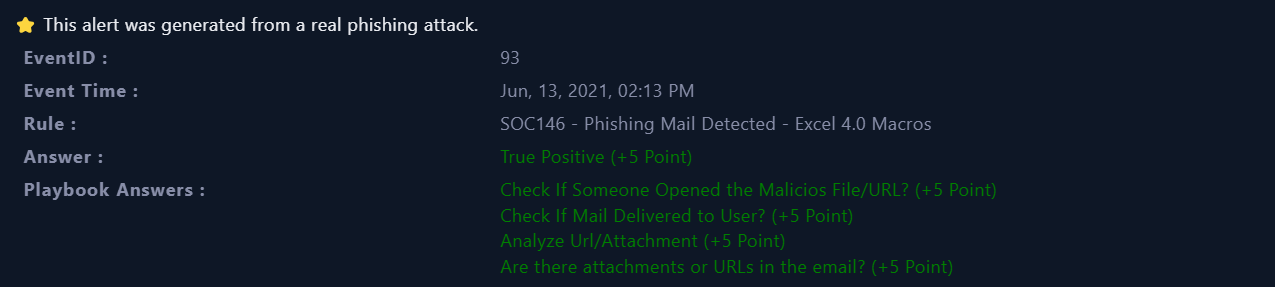 This alert was generated from a real phishing attack.
EventID : 93
Event Time : Jun, 13, 2021, 02:13 PM
Rule : SOC146 - Phishing Mail Detected - Excel 4.0 Macros
Answer : True Positive (+5 Point)
Playbook Answers : Check If Someone Opened the Malicios File/URL? (+5 Point)
Check If Mail Delivered to User? (+5 Point)
Analyze Url/Attachment (+5 Point)
Are there attachments or URLs in the email? (+5 Point)